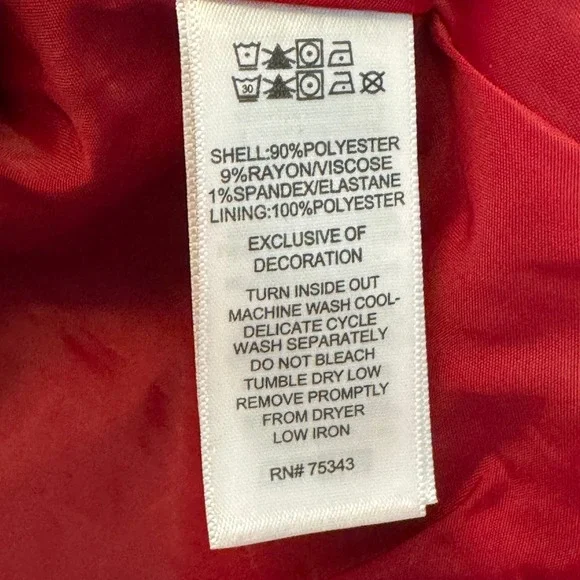 30
SHELL:90%POLYESTER
9%RAYON/VISCOSE
1%SPANDEX/ELASTANE
LINING:100%POLYESTER
EXCLUSIVE OF
DECORATION
TURN INSIDE OUT
MACHINE WASH COOL-
DELICATE CYCLE
WASH SEPARATELY
DO NOT BLEACH
TUMBLE DRY LOW
REMOVE PROMPTLY
FROM DRYER
LOW IRON
RN# 75343